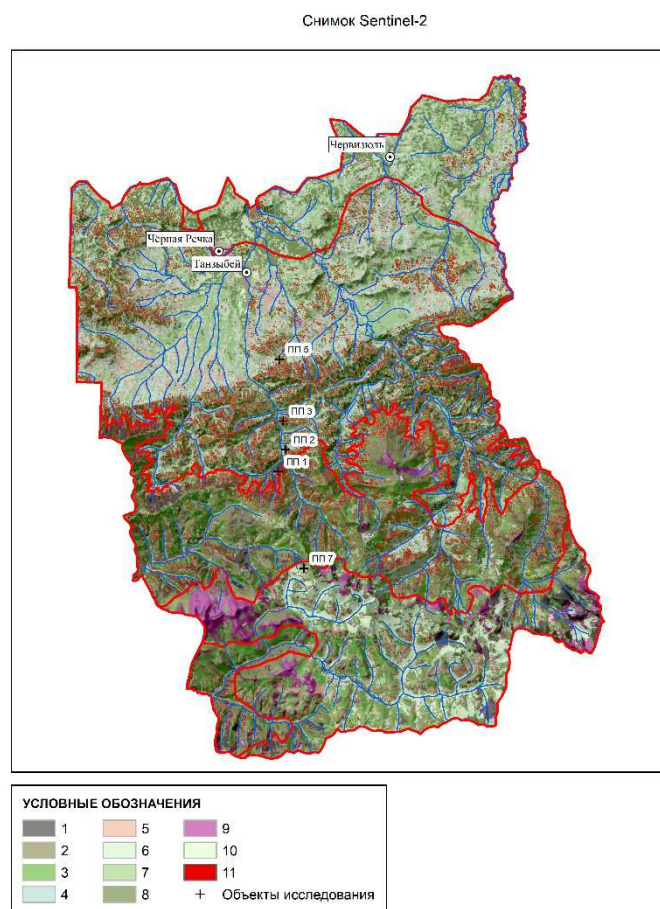 Снимок Sentinel-2
Червизюль
Чёрная Речка
Танзыбей
ПП 5
ПП 3
ПП 2
ПП 1
ПП 7
УСЛОВНЫЕ ОБОЗНАЧЕНИЯ
1 5 9
2 6 10
3 7 11
4 8 + Объекты исследования